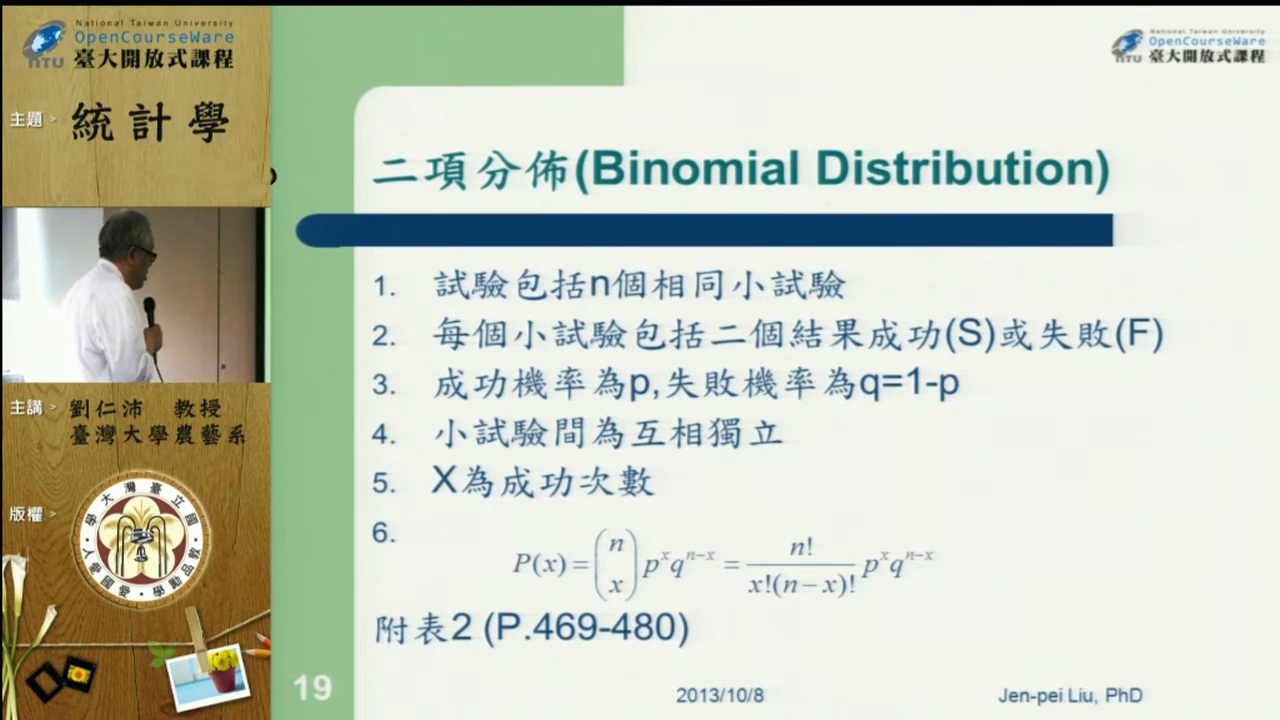 National Taiwan University
OpenCourseWare
NTU 臺大開放式課程
主題 > 統計學
主講 > 劉仁沛 教授
臺灣大學農藝系
版權 >
National Taiwan University
OpenCourseWare
NTU 臺大開放式課程
二項分佈(Binomial Distribution)
1. 試驗包括n個相同小試驗
2. 每個小試驗包括二個結果成功(S)或失敗(F)
3. 成功機率為p,失敗機率為q=1-p
4. 小試驗間為互相獨立
5. X為成功次數
6. P(x) = (n x) p^x q^(n-x) = n!/(x!(n-x)!) p^x q^(n-x)
附表2 (P.469-480)
19
2013/10/8
Jen-pei Liu, PhD